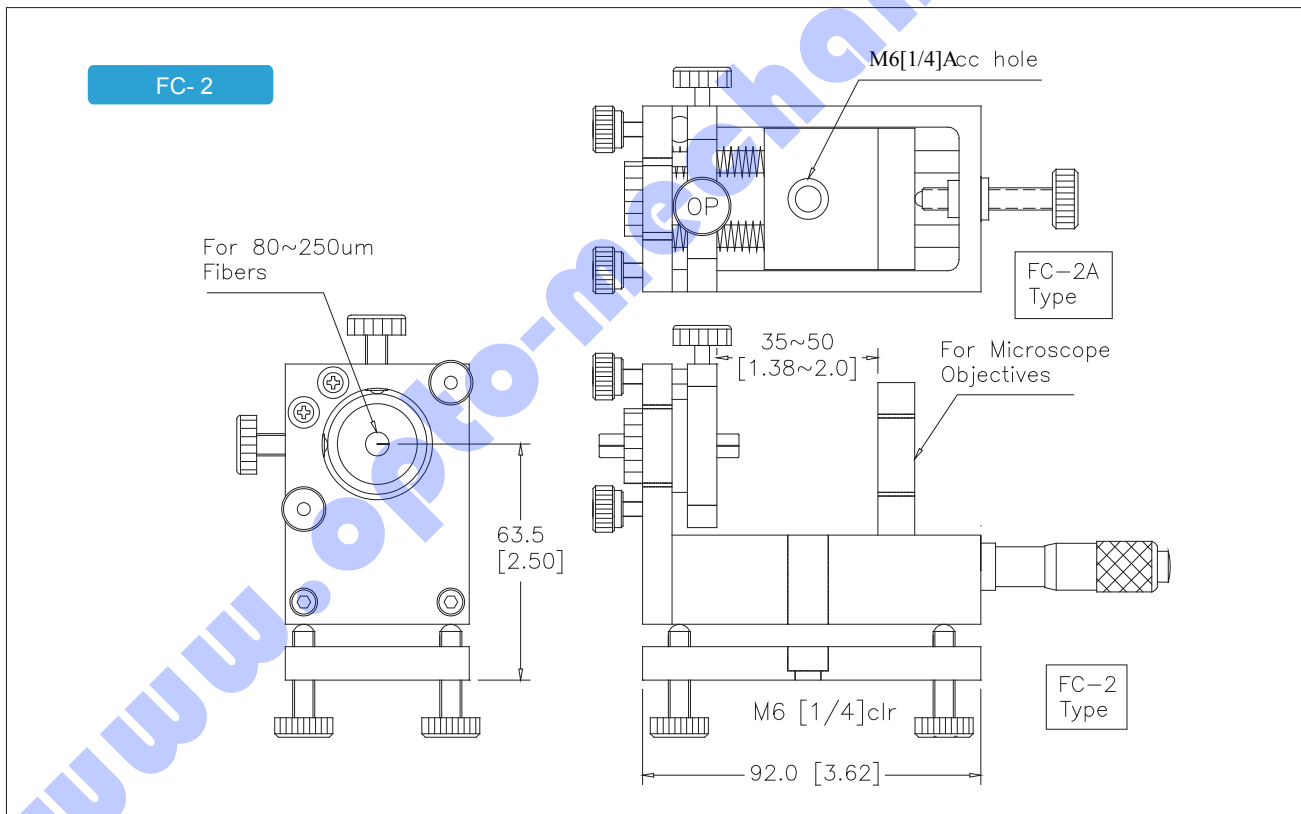 FC- 2
M6[1/4]Acc hole
OP
For 80~250um
Fibers
FC-2A
Type
35~50
[1.38~2.0]
For Microscope
Objectives
63.5
[2.50]
FC-2
Type
M6 [1/4]clr
92.0 [3.62]
www.opto-mechan